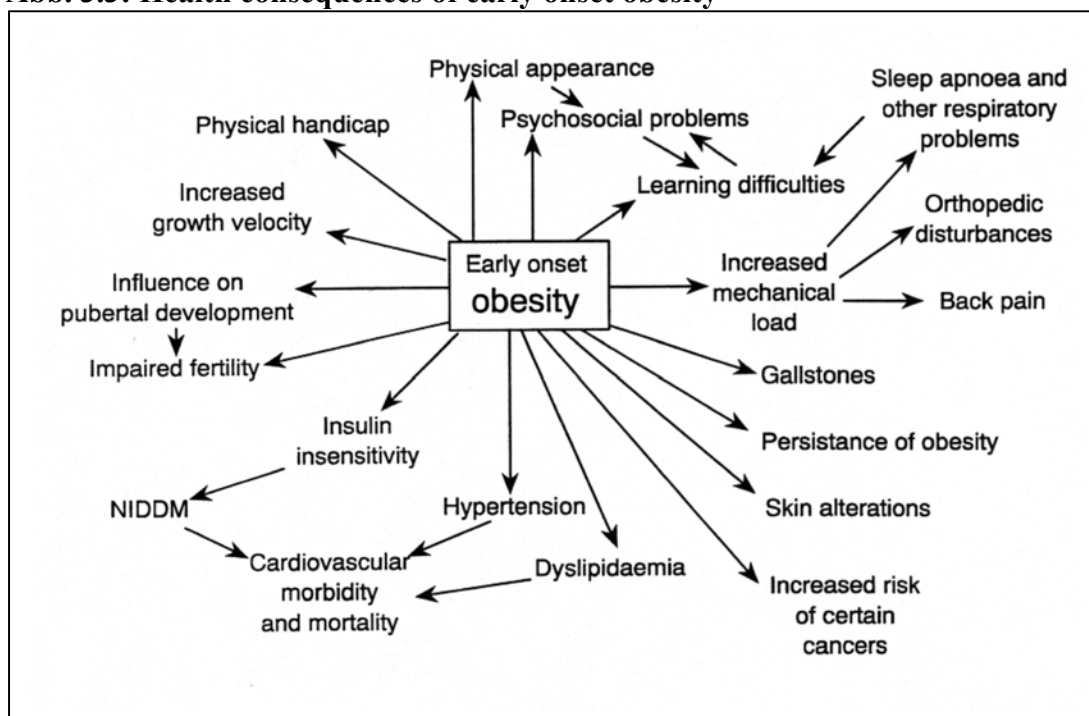 Abb. 3.3: Health consequences of early onset obesity
Physical appearance
Psychosocial problems
Sleep apnoea and
other respiratory
problems
Physical handicap
Learning difficulties
Increased
growth velocity
Orthopedic
disturbances
Early onset
obesity
Increased
mechanical
load
Influence on
pubertal development
Back pain
Impaired fertility
Gallstones
Insulin
insensitivity
Persistance of obesity
NIDDM
Hypertension
Skin alterations
Cardiovascular
morbidity
and mortality
Dyslipidaemia
Increased risk
of certain
cancers